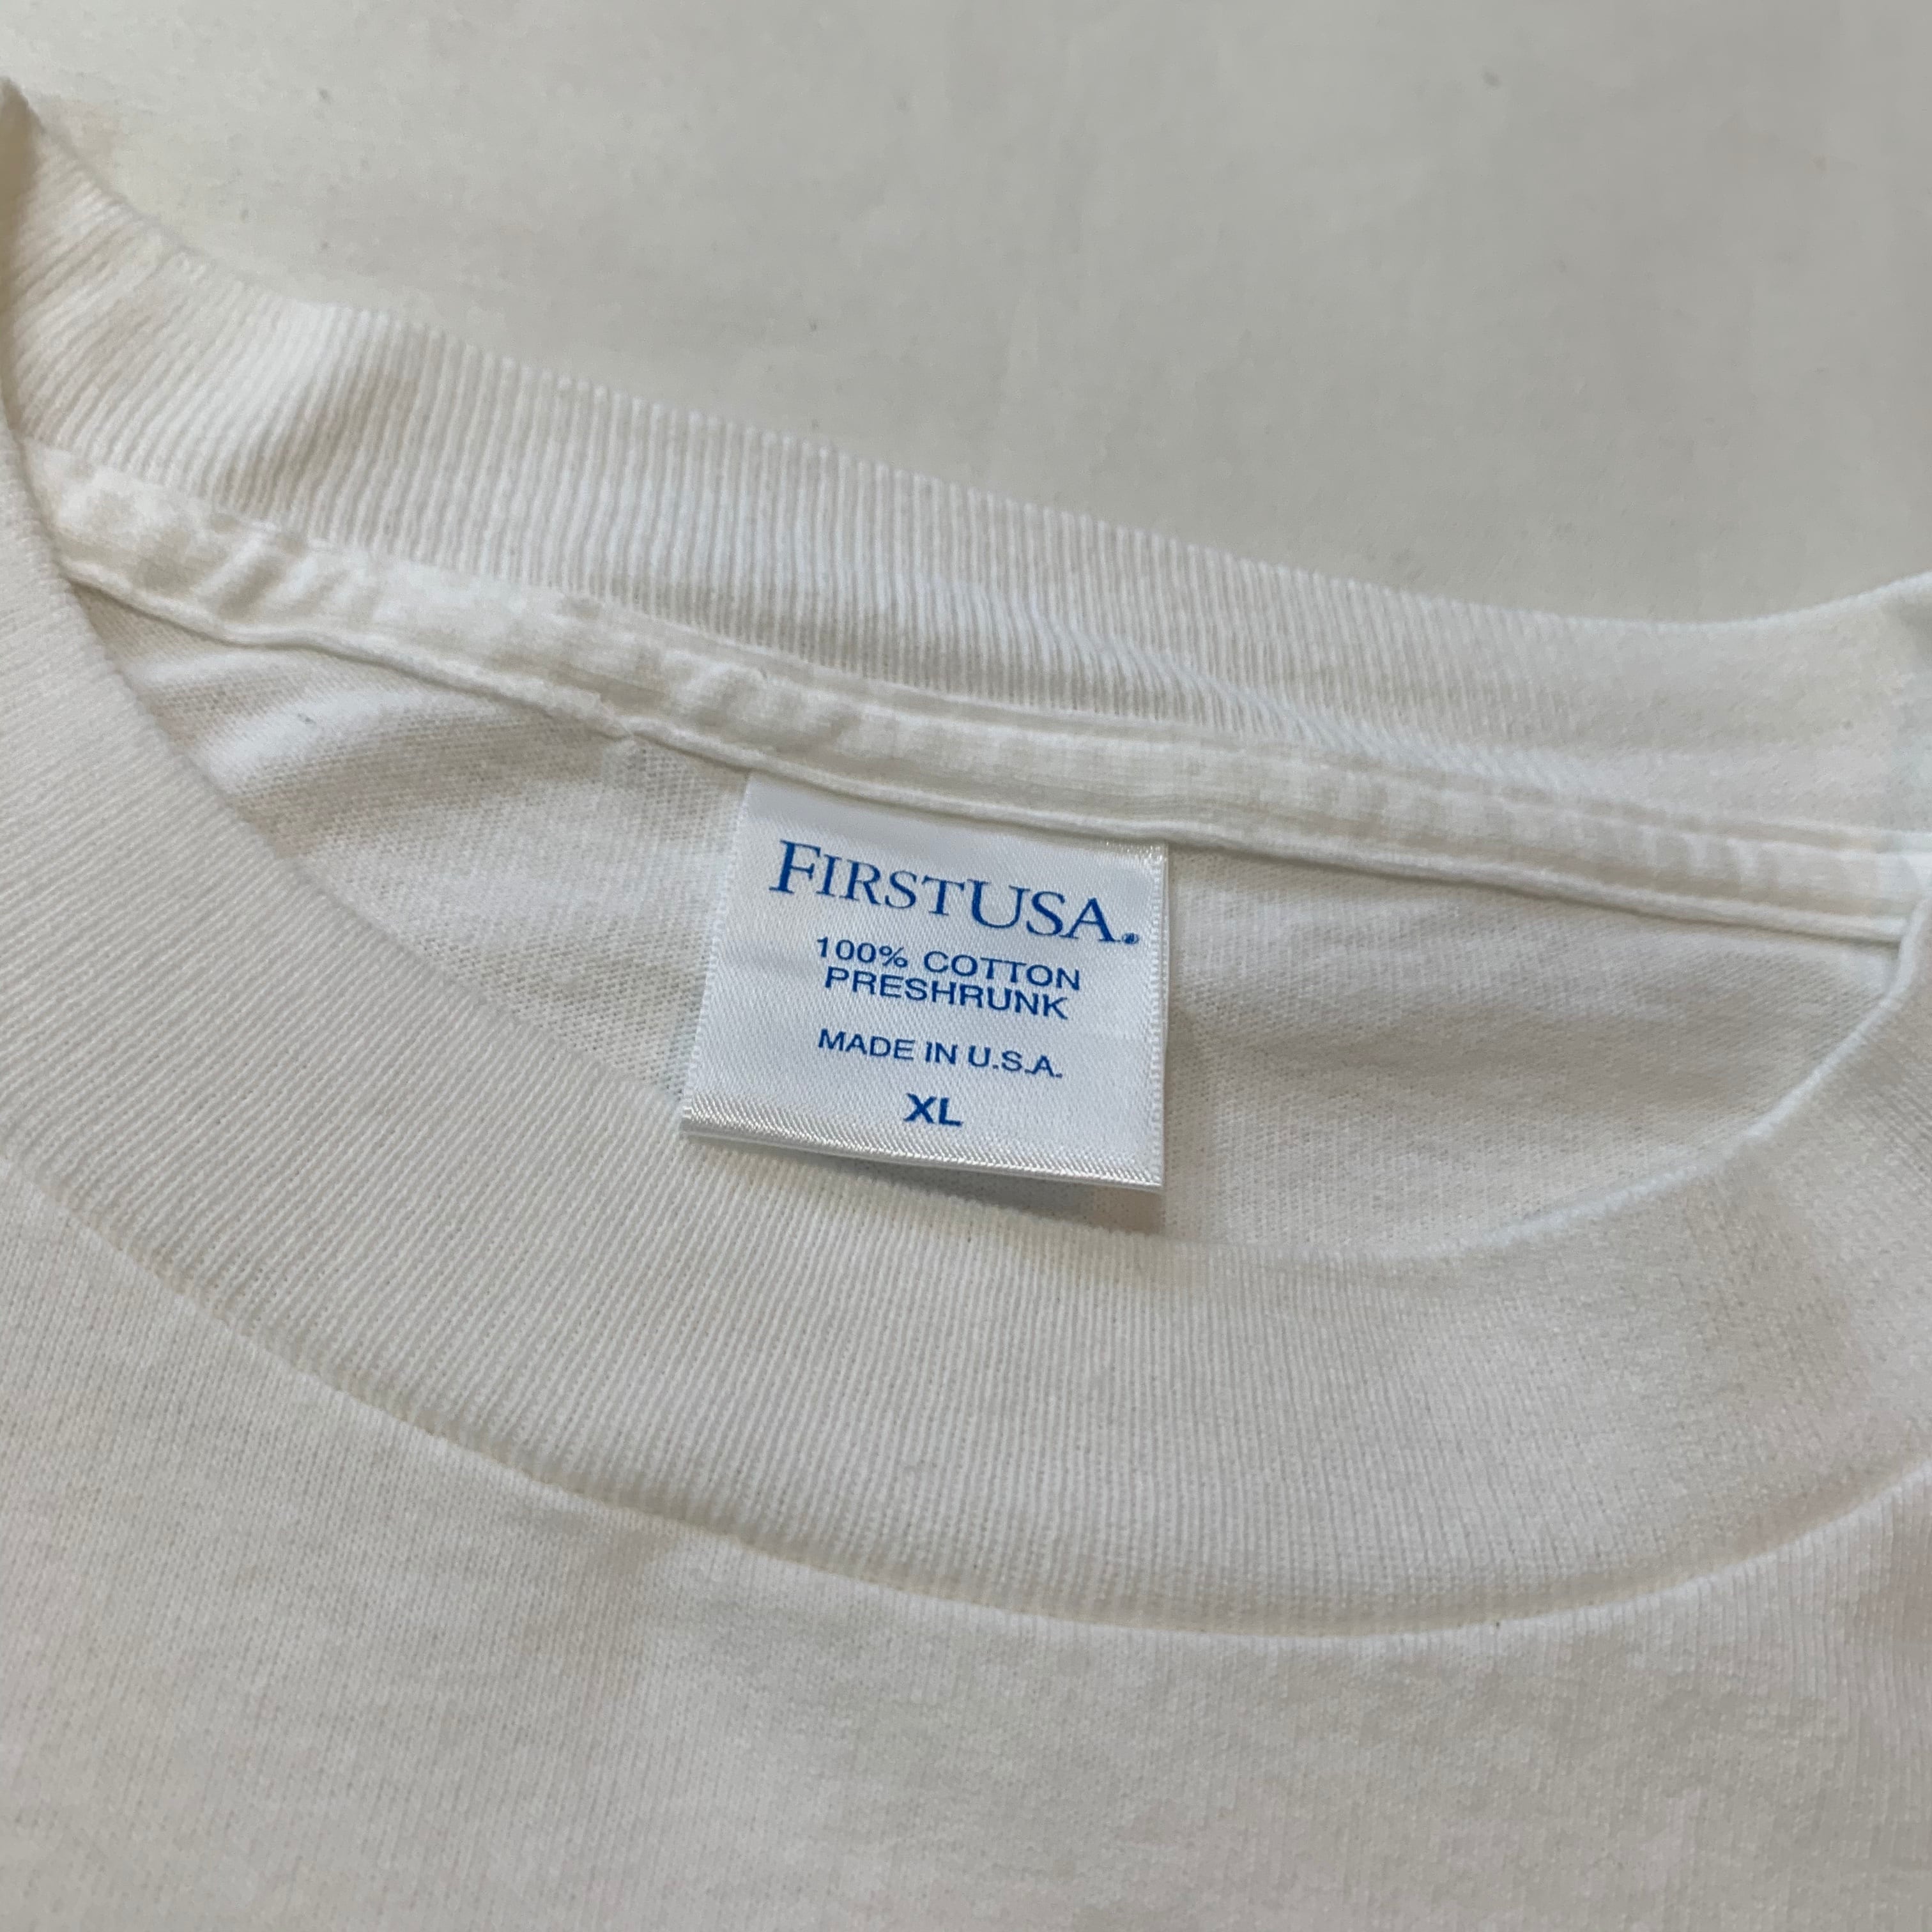 FIRSTUSA.
100% COTTON
PRESHRUNK
MADE IN U.S.A.
XL